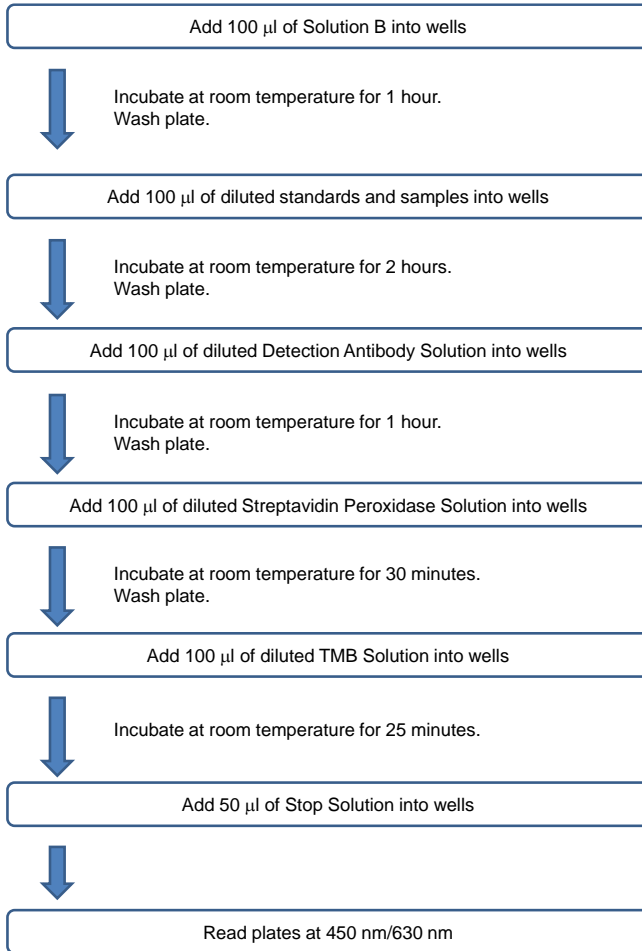 Add 100 μl of Solution B into wells
Incubate at room temperature for 1 hour.
Wash plate.
Add 100 μl of diluted standards and samples into wells
Incubate at room temperature for 2 hours.
Wash plate.
Add 100 μl of diluted Detection Antibody Solution into wells
Incubate at room temperature for 1 hour.
Wash plate.
Add 100 μl of diluted Streptavidin Peroxidase Solution into wells
Incubate at room temperature for 30 minutes.
Wash plate.
Add 100 μl of diluted TMB Solution into wells
Incubate at room temperature for 25 minutes.
Add 50 μl of Stop Solution into wells
Read plates at 450 nm/630 nm